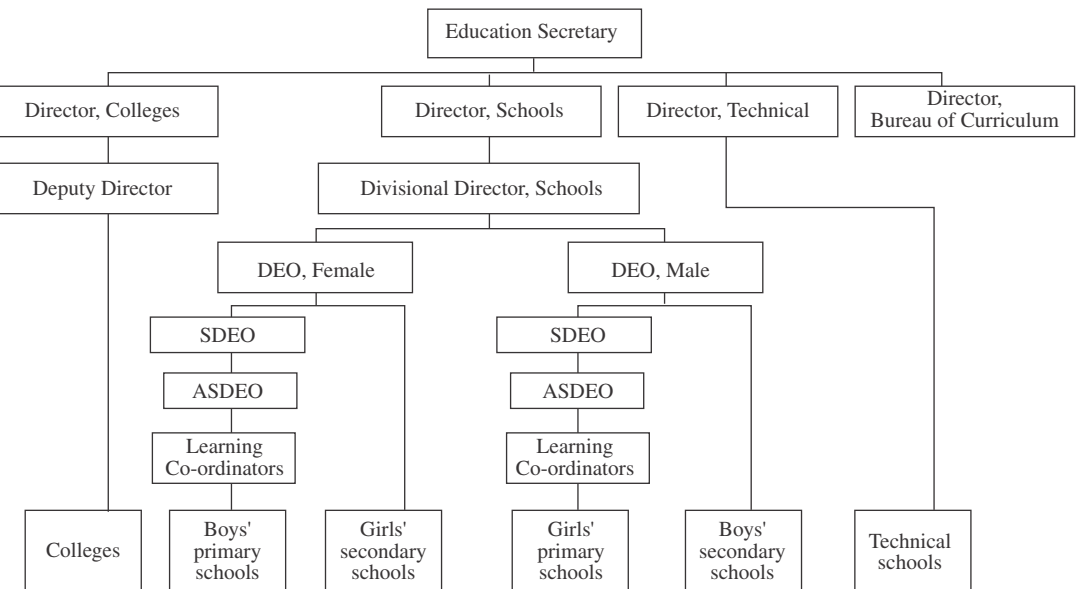 Education Secretary
Director, Colleges
Director, Schools
Director, Technical
Director,
Bureau of Curriculum
Deputy Director
Divisional Director, Schools
DEO, Female
DEO, Male
SDEO
SDEO
ASDEO
ASDEO
Learning
Co-ordinators
Learning
Co-ordinators
Colleges
Boys'
primary
schools
Girls'
secondary
schools
Girls'
primary
schools
Boys'
secondary
schools
Technical
schools